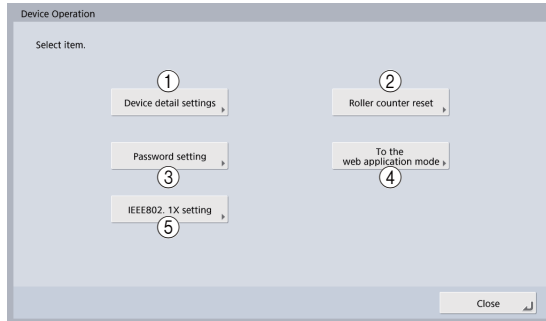 Device Operation
Select item.
1
2
Device detail settings
Roller counter reset
Password setting
To the
web application mode
3
4
IEEE802. 1X setting
5
Close